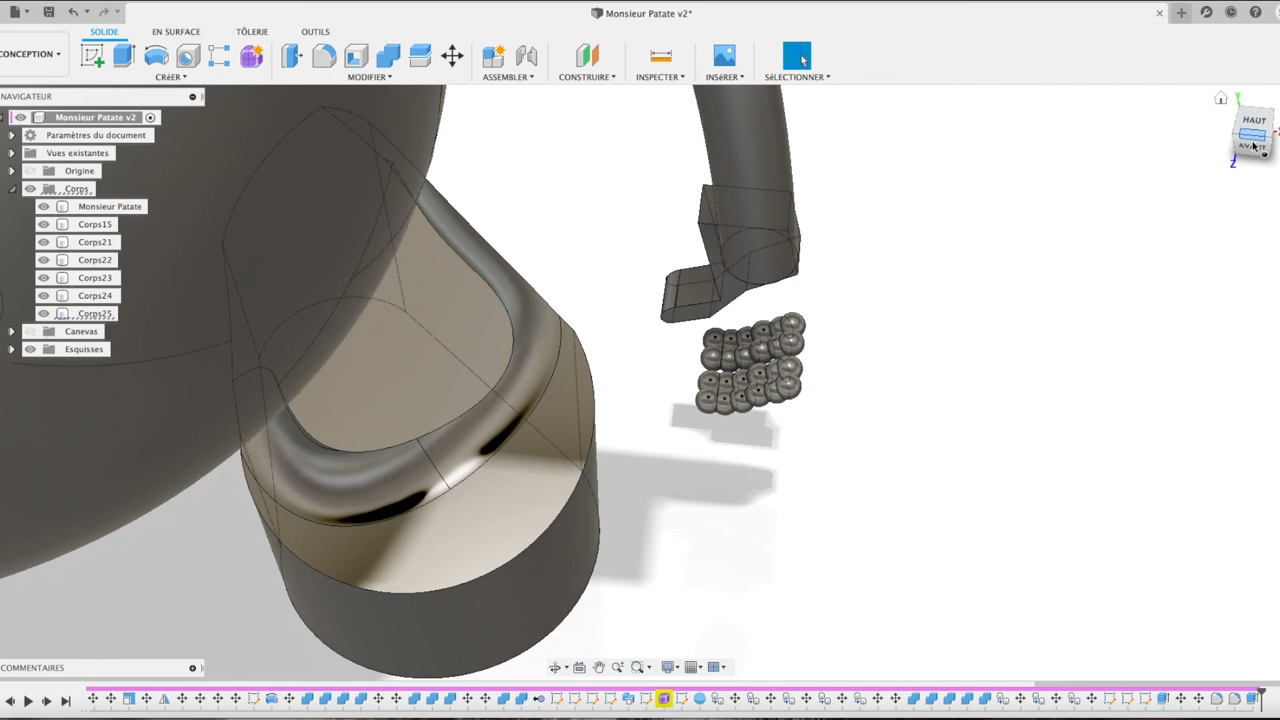 Monsieur Patate v2*
SOLIDE
EN SURFACE
TÔLERIE
OUTILS
CONCEPTION
CRéER
MODIFIER
ASSEMBLER
CONSTRUIRE
INSPECTER
INSéRER
SéLECTIONNER
NAVIGATEUR
Monsieur Patate v2
Paramètres du document
Vues existantes
Origine
Corps
Monsieur Patate
Corps15
Corps21
Corps22
Corps23
Corps24
Corps25
Canevas
Esquisses
Y
HAUT
AVANT
Z
COMMENTAIRES